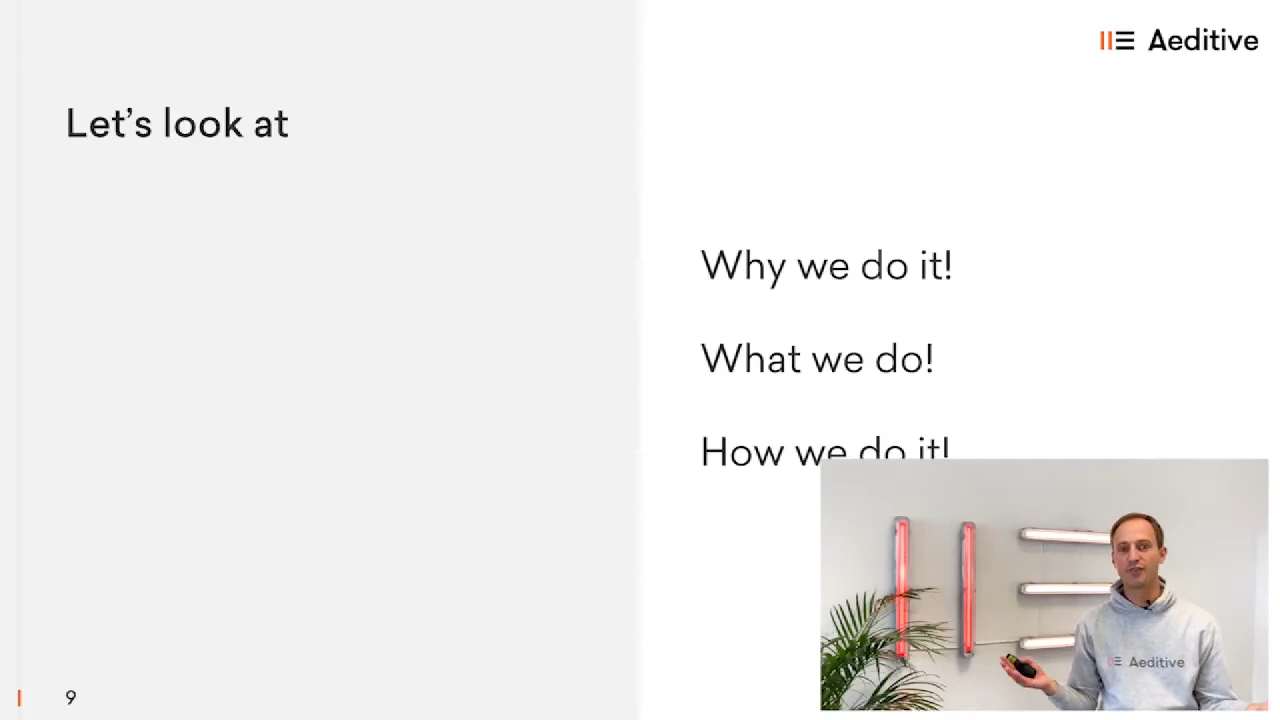 Aeditive
Let's look at
Why we do it!
What we do!
How we do it!
Aeditive
9